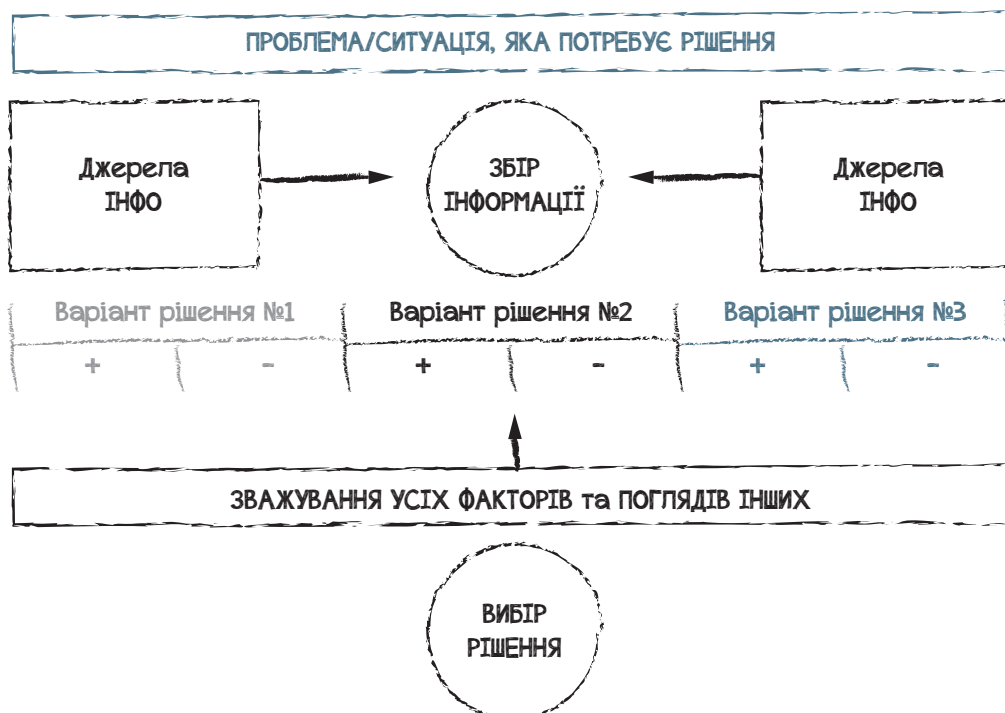 ПРОБЛЕМА/СИТУАЦІЯ, ЯКА ПОТРЕБУЄ РІШЕННЯ
Джерела
ІНФО
ЗБІР
ІНФОРМАЦІЇ
Джерела
ІНФО
Варіант рішення №1
Варіант рішення №2
Варіант рішення №3
+ - + - + -
ЗВАЖУВАННЯ УСІХ ФАКТОРІВ та ПОГЛЯДІВ ІНШИХ
ВИБІР
РІШЕННЯ